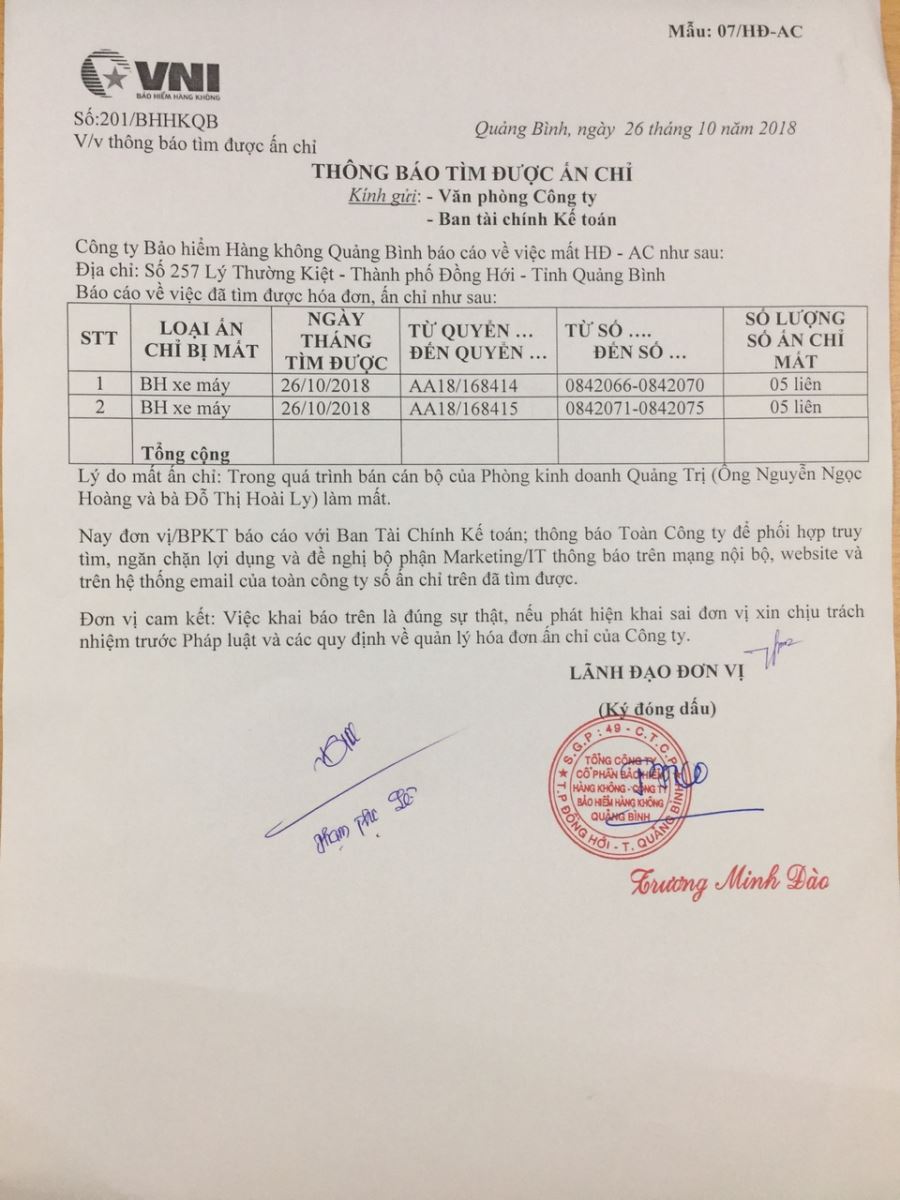 Mẫu: 07/HĐ-AC
VNI
BẢO HIỂM HÀNG KHÔNG
Số:201/BHHKQB
V/v thông báo tìm được ấn chỉ
Quảng Bình, ngày 26 tháng 10 năm 2018
THÔNG BÁO TÌM ĐƯỢC ẤN CHỈ
Kính gửi: - Văn phòng Công ty
- Ban tài chính Kế toán
Công ty Bảo hiểm Hàng không Quảng Bình báo cáo về việc mất HĐ - AC như sau:
Địa chỉ: Số 257 Lý Thường Kiệt - Thành phố Đồng Hới - Tỉnh Quảng Bình
Báo cáo về việc đã tìm được hóa đơn, ấn chỉ như sau:
STT LOẠI ẤN CHỈ BỊ MẤT NGÀY THÁNG TÌM ĐƯỢC TỪ QUYỂN … ĐẾN QUYỂN … TỪ SỐ …. ĐẾN SỐ … SỐ LƯỢNG SỐ ẤN CHỈ MẤT
1 BH xe máy 26/10/2018 AA18/168414 0842066-0842070 05 liên
2 BH xe máy 26/10/2018 AA18/168415 0842071-0842075 05 liên
Tổng cộng
Lý do mất ấn chỉ: Trong quá trình bán cán bộ của Phòng kinh doanh Quảng Trị (Ông Nguyễn Ngọc
Hoàng và bà Đỗ Thị Hoài Ly) làm mất.
Nay đơn vị/BPKT báo cáo với Ban Tài Chính Kế toán; thông báo Toàn Công ty để phối hợp truy
tìm, ngăn chặn lợi dụng và đề nghị bộ phận Marketing/IT thông báo trên mạng nội bộ, website và
trên hệ thống email của toàn công ty số ấn chỉ trên đã tìm được.
Đơn vị cam kết: Việc khai báo trên là đúng sự thật, nếu phát hiện khai sai đơn vị xin chịu trách
nhiệm trước Pháp luật và các quy định về quản lý hóa đơn ấn chỉ của Công ty.
LÃNH ĐẠO ĐƠN VỊ
(Ký đóng dấu)
S.G.P : 49 - C.T.C.P
TỔNG CÔNG TY
CỔ PHẦN BẢO HIỂM
HÀNG KHÔNG - CÔNG TY
BẢO HIỂM HÀNG KHÔNG
QUẢNG BÌNH
T.P ĐỒNG HỚI - T. QUẢNG BÌNH
Trương Minh Đào